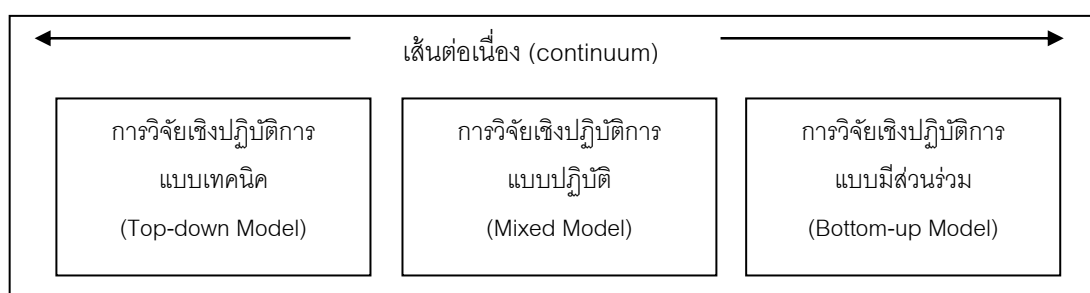 เส้นต่อเนื่อง (continuum)
การวิจัยเชิงปฏิบัติการ
แบบเทคนิค
(Top-down Model)
การวิจัยเชิงปฏิบัติการ
แบบปฏิบัติ
(Mixed Model)
การวิจัยเชิงปฏิบัติการ
แบบมีส่วนร่วม
(Bottom-up Model)